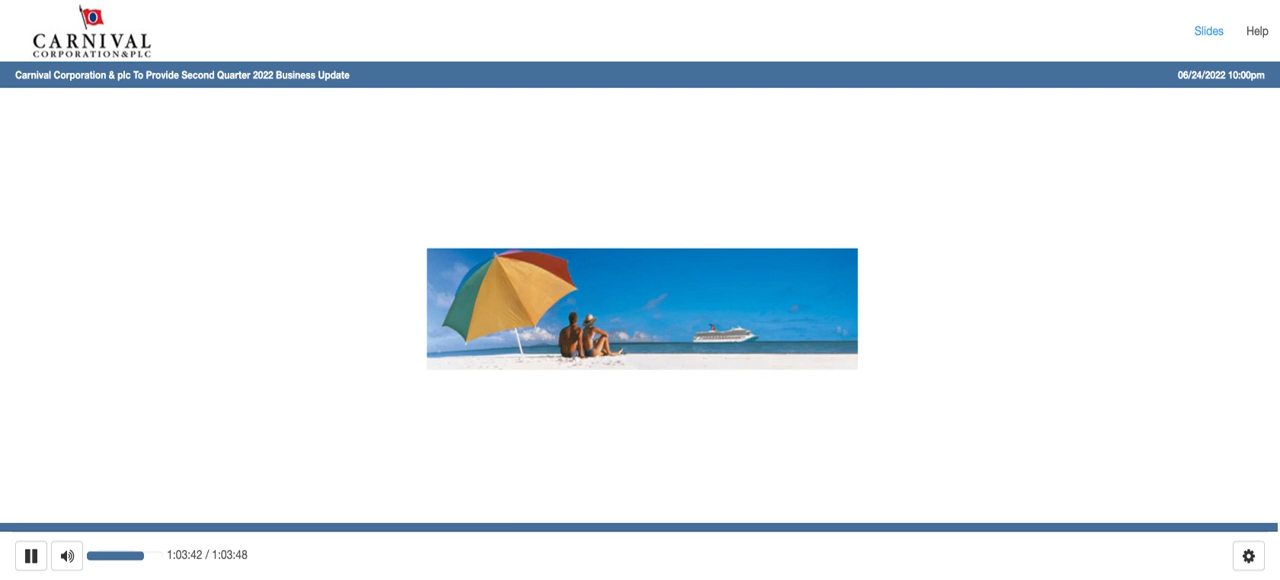 CARNIVAL
CORPORATION&PLC
Slides
Help
Carnival Corporation & plc To Provide Second Quarter 2022 Business Update
06/24/2022 10:00pm
1:03:42 / 1:03:48